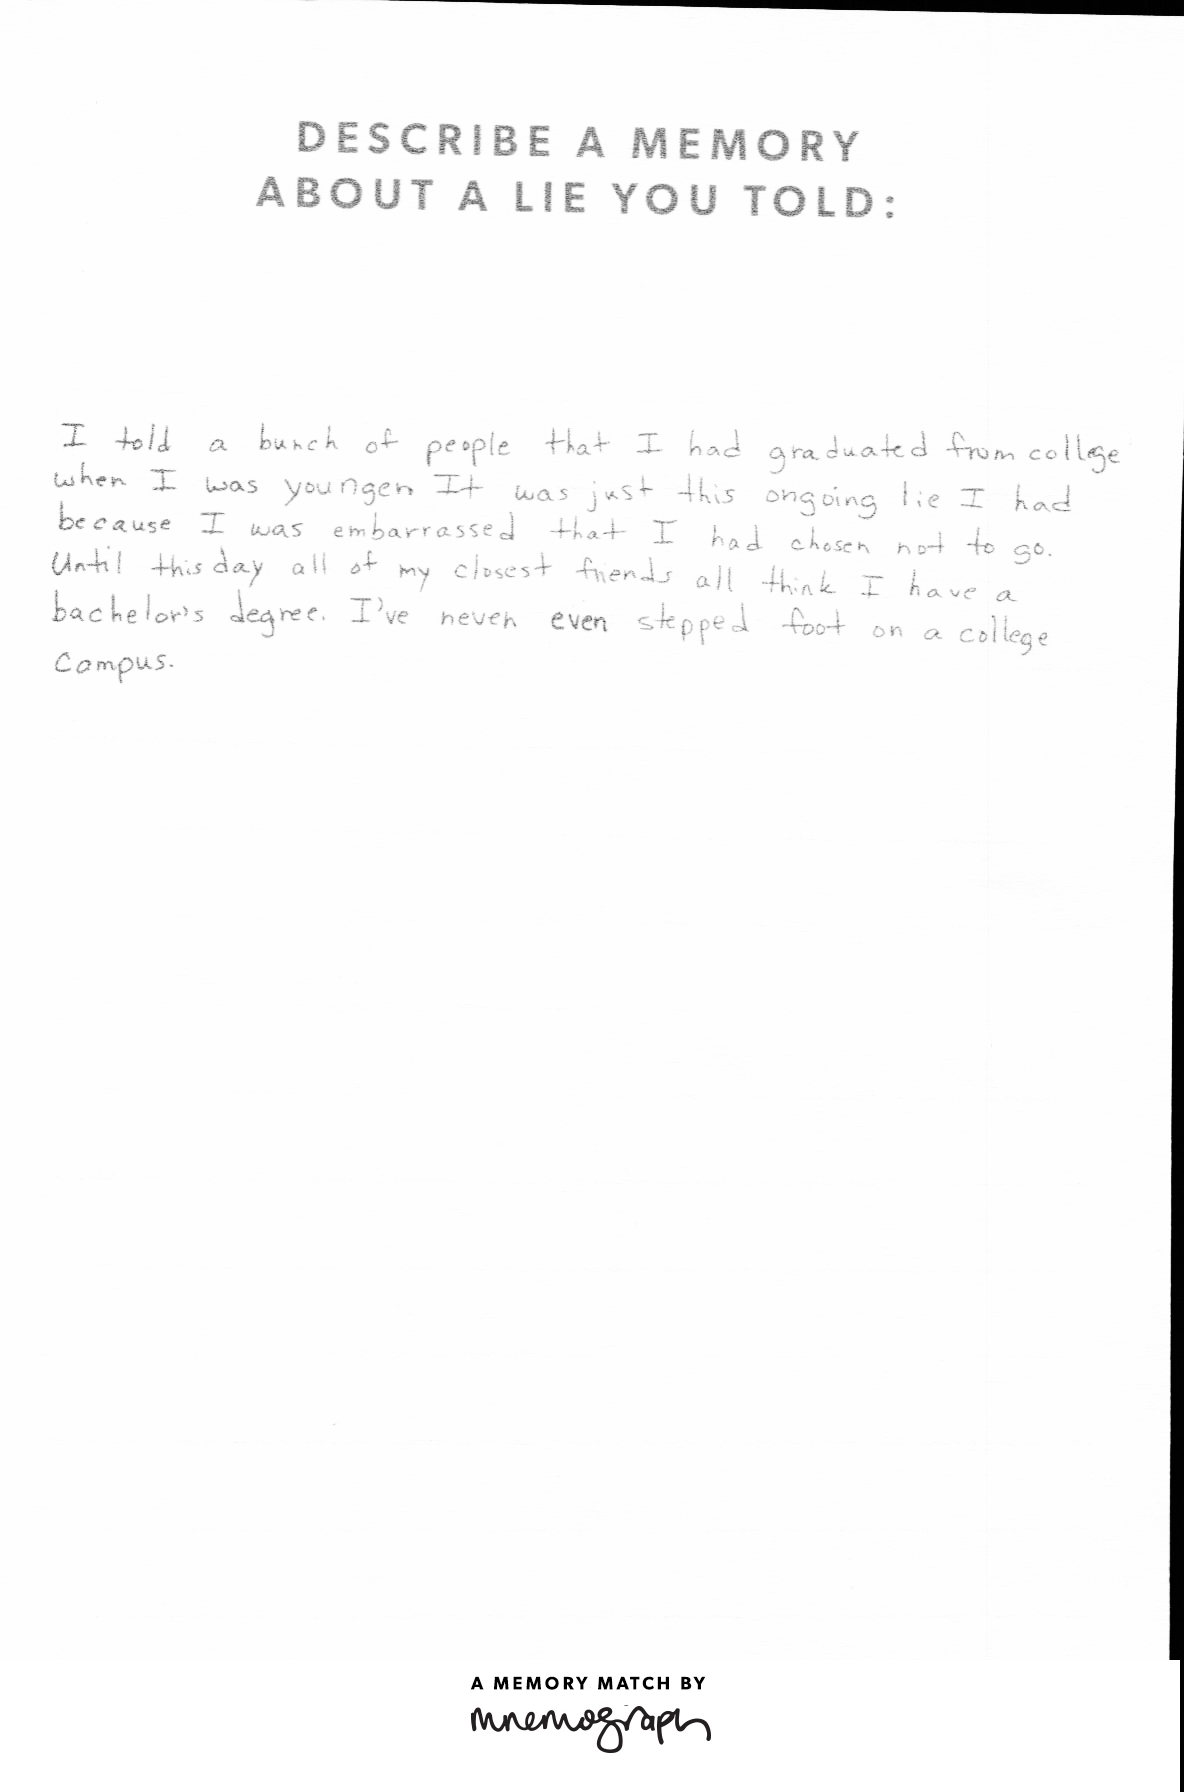 DESCRIBE A MEMORY
ABOUT A LIE YOU TOLD:
I told a bunch of people that I had graduated from college
when I was younger It was just this ongoing lie I had
because I was embarrassed that I had chosen not to go.
Until this day all of my closest friends all think I have a
bachelor's degree. I've never even stepped foot on a college
campus.
A MEMORY MATCH BY
mnemograph